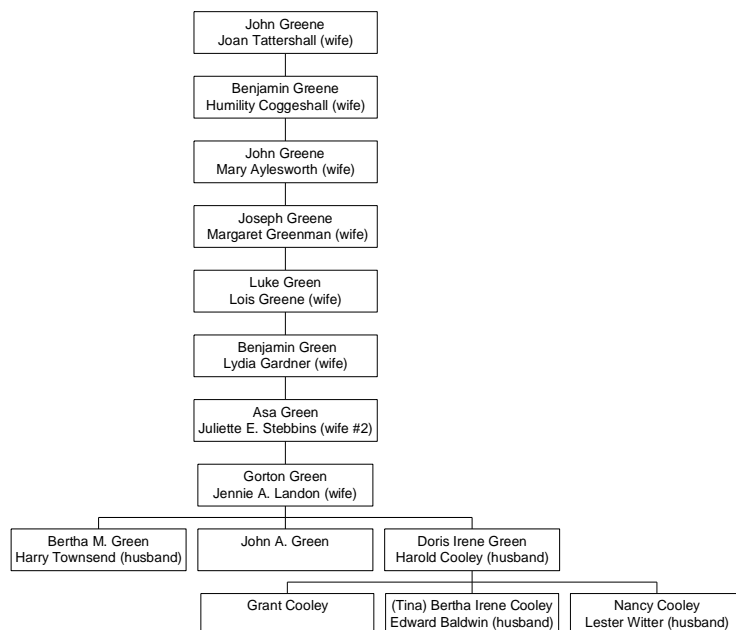 John Greene
Joan Tattershall (wife)
Benjamin Greene
Humility Coggeshall (wife)
John Greene
Mary Aylesworth (wife)
Joseph Greene
Margaret Greenman (wife)
Luke Green
Lois Greene (wife)
Benjamin Green
Lydia Gardner (wife)
Asa Green
Juliette E. Stebbins (wife #2)
Gorton Green
Jennie A. Landon (wife)
Bertha M. Green
Harry Townsend (husband)
John A. Green
Doris Irene Green
Harold Cooley (husband)
Grant Cooley
(Tina) Bertha Irene Cooley
Edward Baldwin (husband)
Nancy Cooley
Lester Witter (husband)